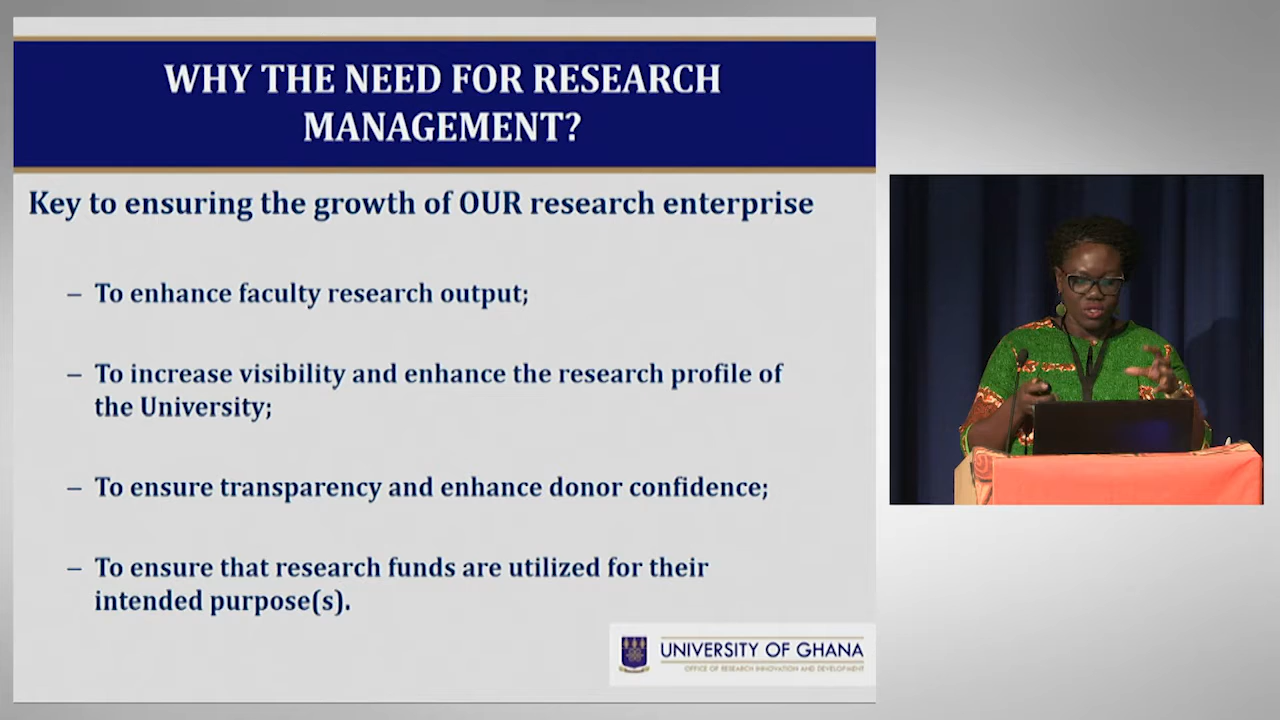 WHY THE NEED FOR RESEARCH
MANAGEMENT?
Key to ensuring the growth of OUR research enterprise
– To enhance faculty research output;
– To increase visibility and enhance the research profile of
the University;
– To ensure transparency and enhance donor confidence;
– To ensure that research funds are utilized for their
intended purpose(s).
UNIVERSITY OF GHANA
OFFICE OF RESEARCH INNOVATION AND DEVELOPMENT